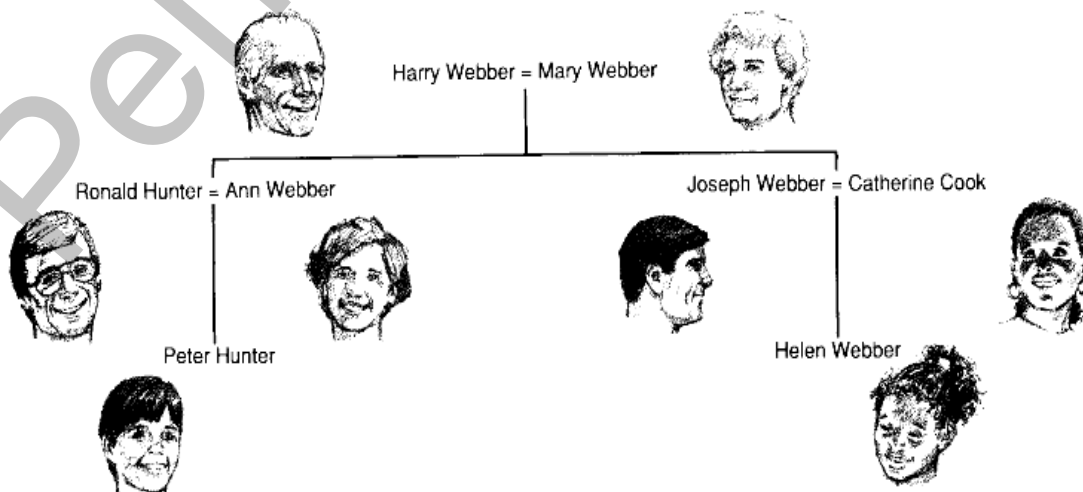 Harry Webber = Mary Webber
Ronald Hunter = Ann Webber
Joseph Webber = Catherine Cook
Peter Hunter
Helen Webber